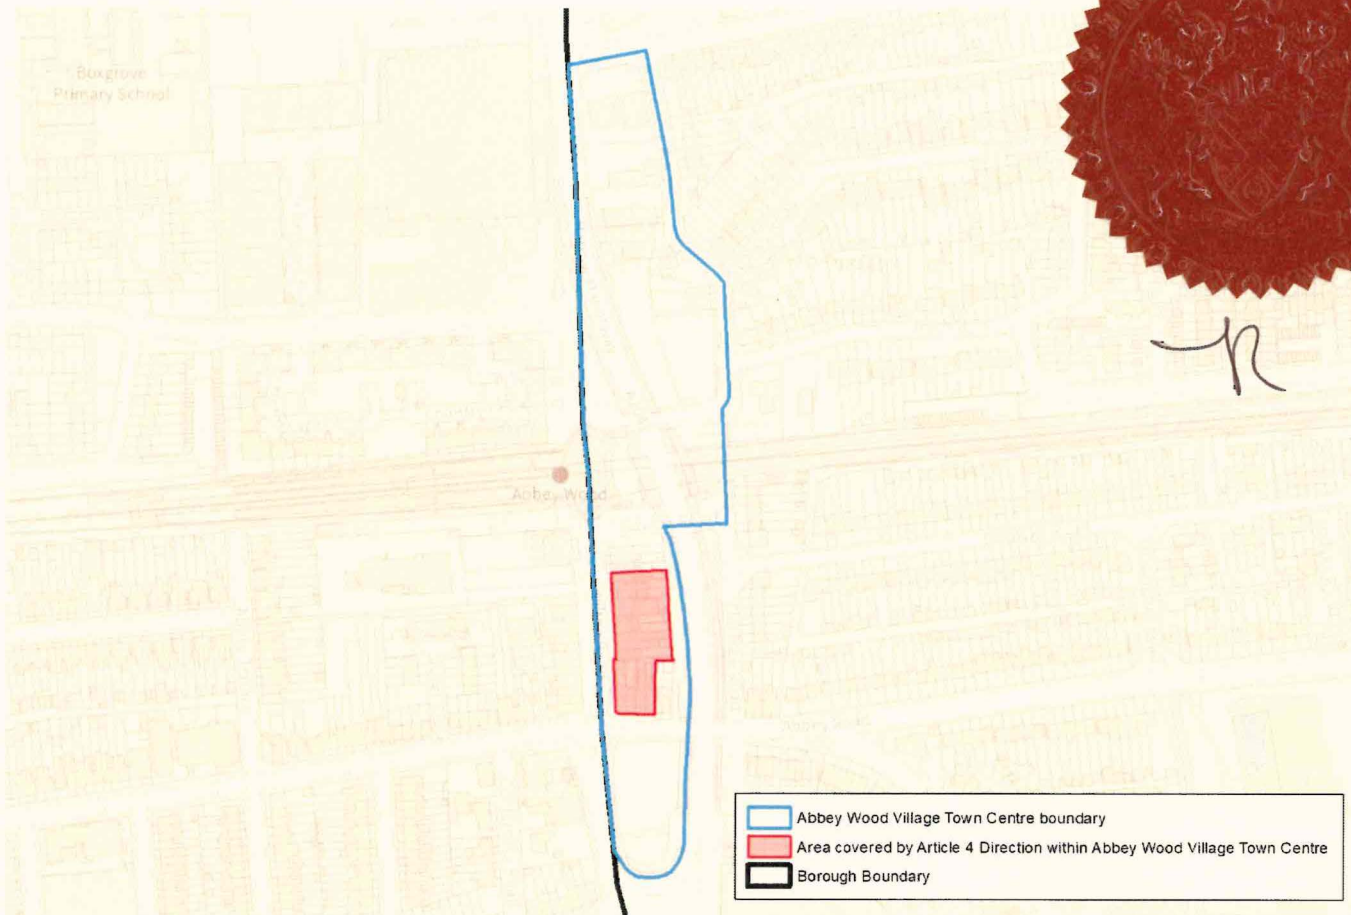 Boxgrove
Primary School
Abbey Wood
Abbey Wood Village Town Centre boundary
Area covered by Article 4 Direction within Abbey Wood Village Town Centre
Borough Boundary